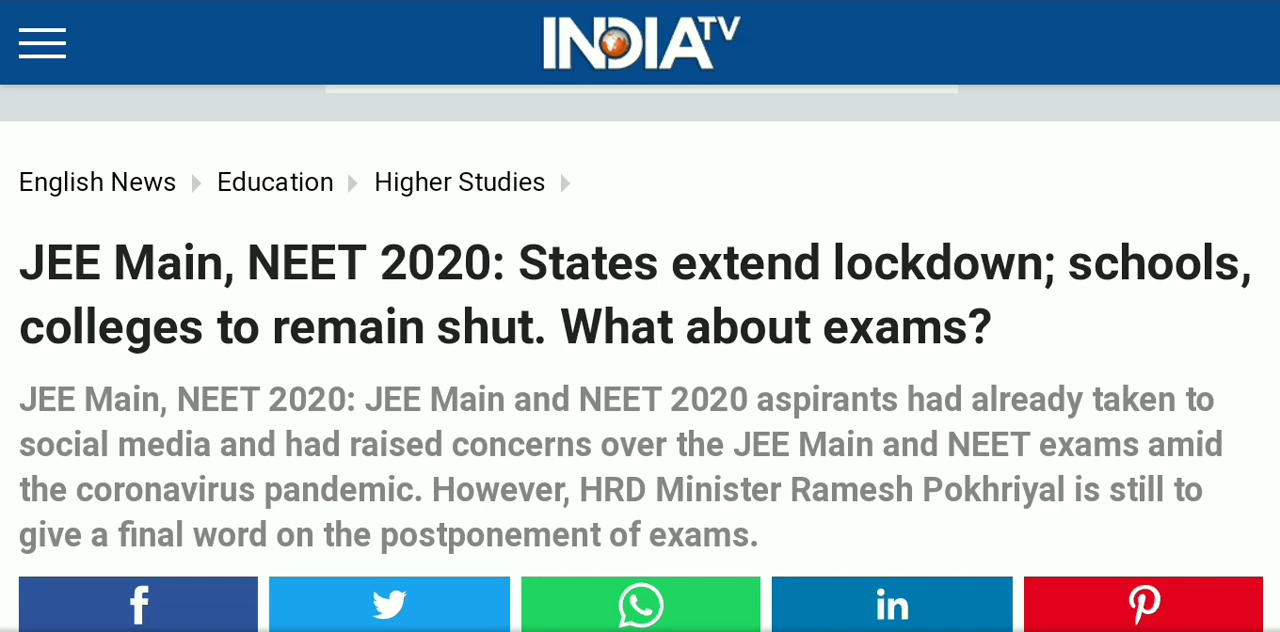 INDIA TV
English News Education Higher Studies
JEE Main, NEET 2020: States extend lockdown; schools,
colleges to remain shut. What about exams?
JEE Main, NEET 2020: JEE Main and NEET 2020 aspirants had already taken to
social media and had raised concerns over the JEE Main and NEET exams amid
the coronavirus pandemic. However, HRD Minister Ramesh Pokhriyal is still to
give a final word on the postponement of exams.